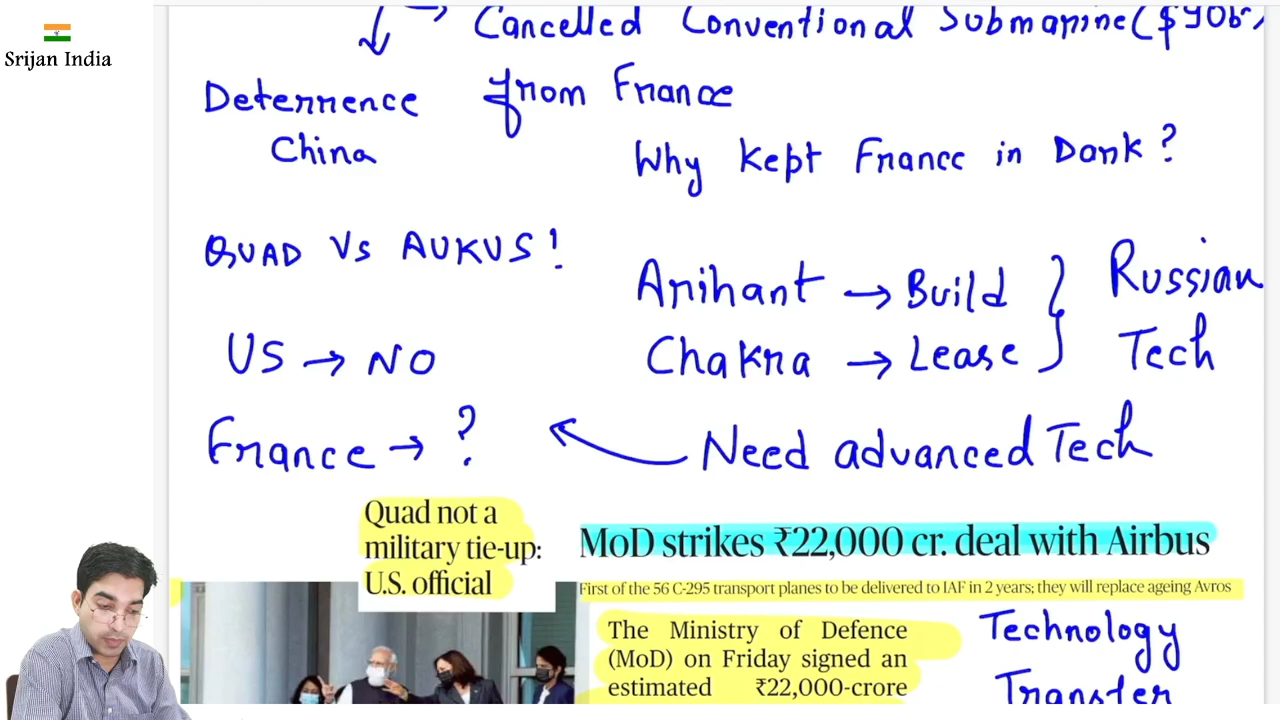 Srijan India
Cancelled Conventional Submarine($90b)
Deterrence from France
China
Why kept France in Dark?
QUAD Vs AUKUS!
Arihant → Build } Russian
Chakra → Lease } Tech
US → NO
France → ? ← Need advanced Tech
Quad not a
military tie-up:
U.S. official
MoD strikes ₹22,000 cr. deal with Airbus
First of the 56 C-295 transport planes to be delivered to IAF in 2 years; they will replace ageing Avros
The Ministry of Defence
(MoD) on Friday signed an
estimated ₹22,000-crore
Technology
Transfer